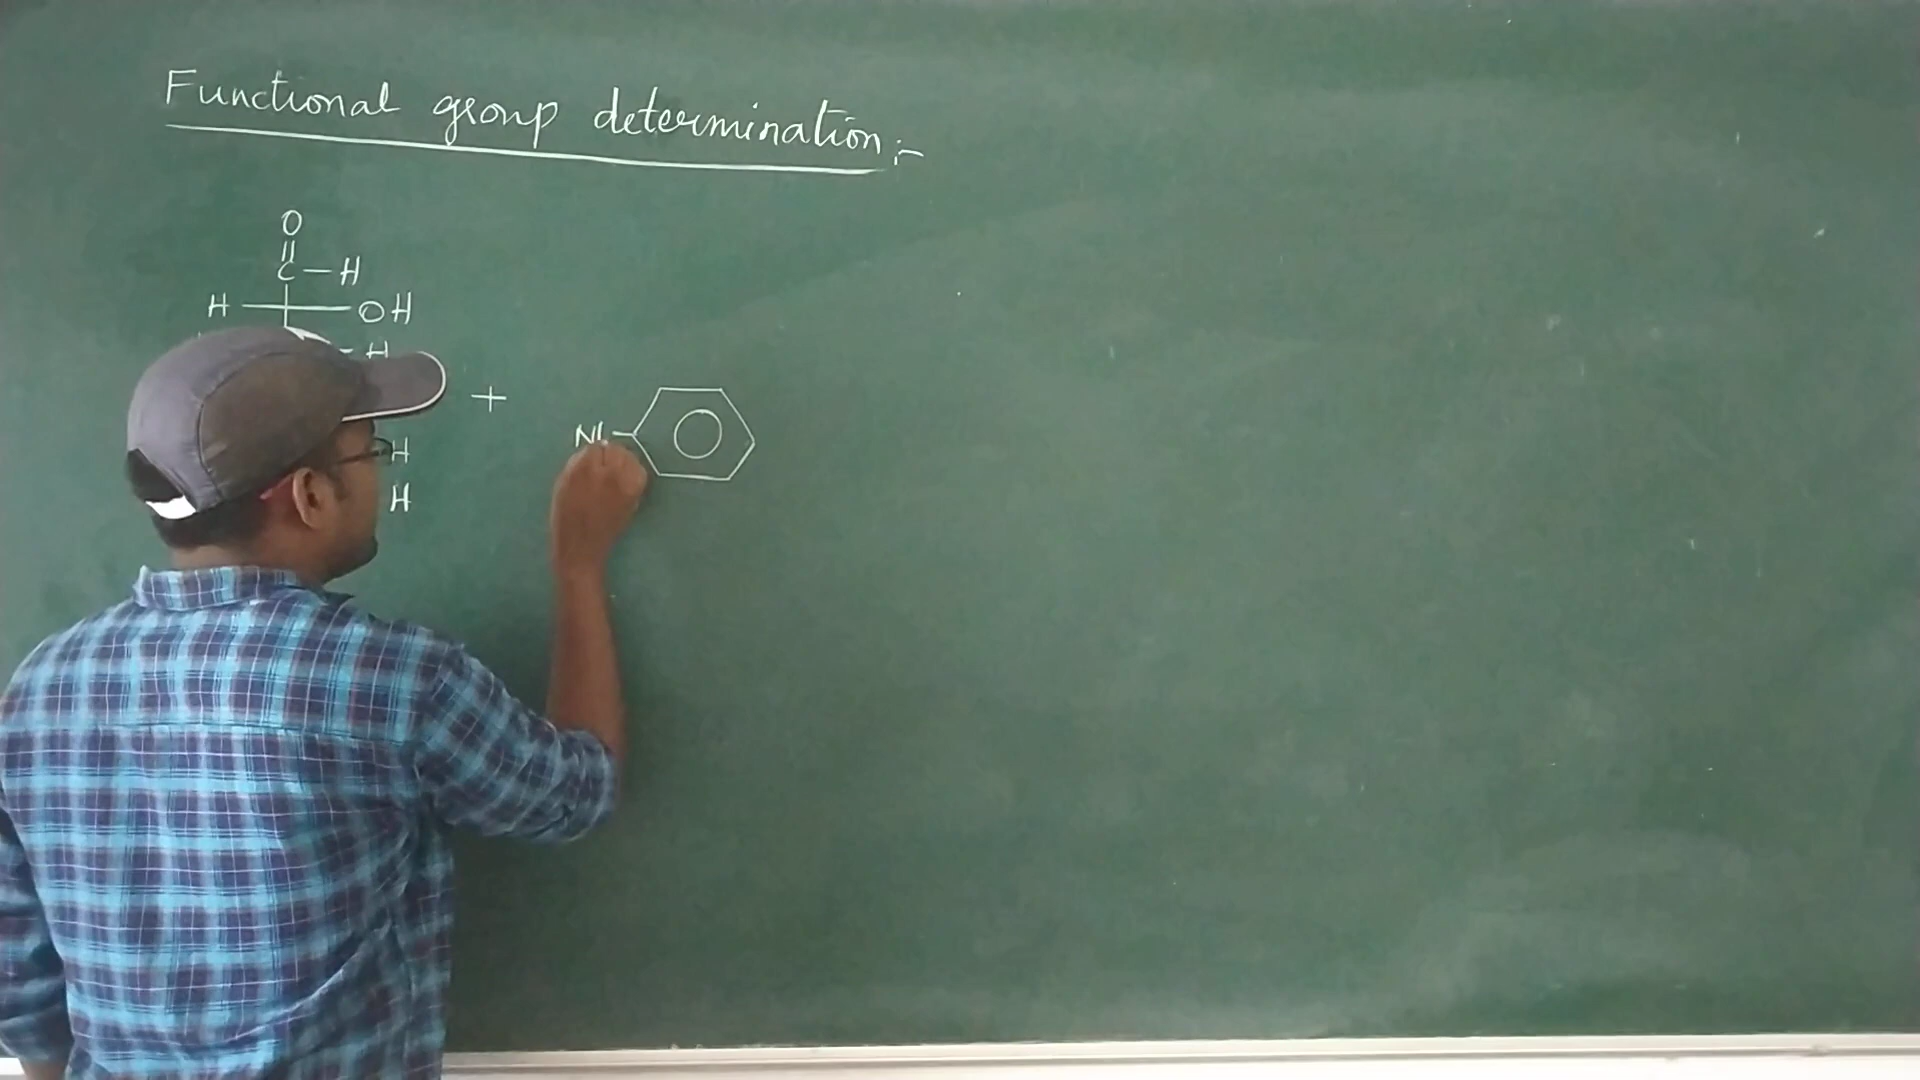 Functional group determination :-
O
C - H
H OH
H
+
N
H
H